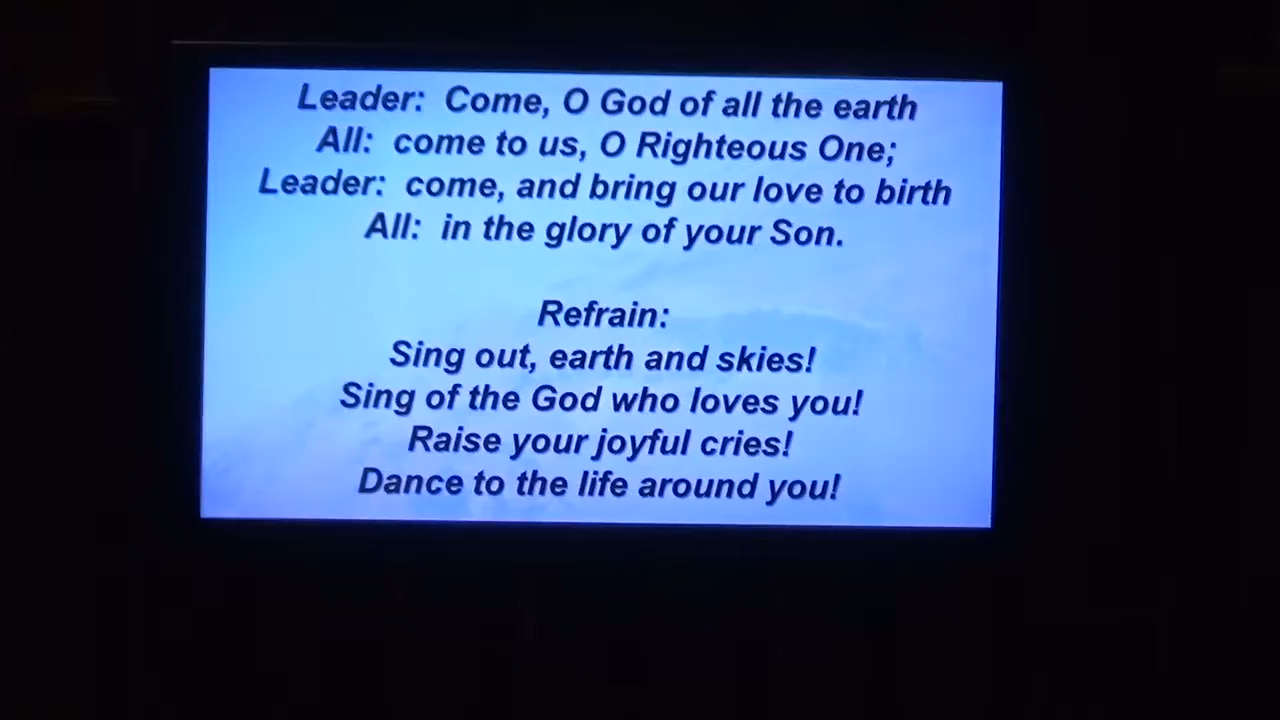 Leader: Come, O God of all the earth
All: come to us, O Righteous One;
Leader: come, and bring our love to birth
All: in the glory of your Son.
Refrain:
Sing out, earth and skies!
Sing of the God who loves you!
Raise your joyful cries!
Dance to the life around you!